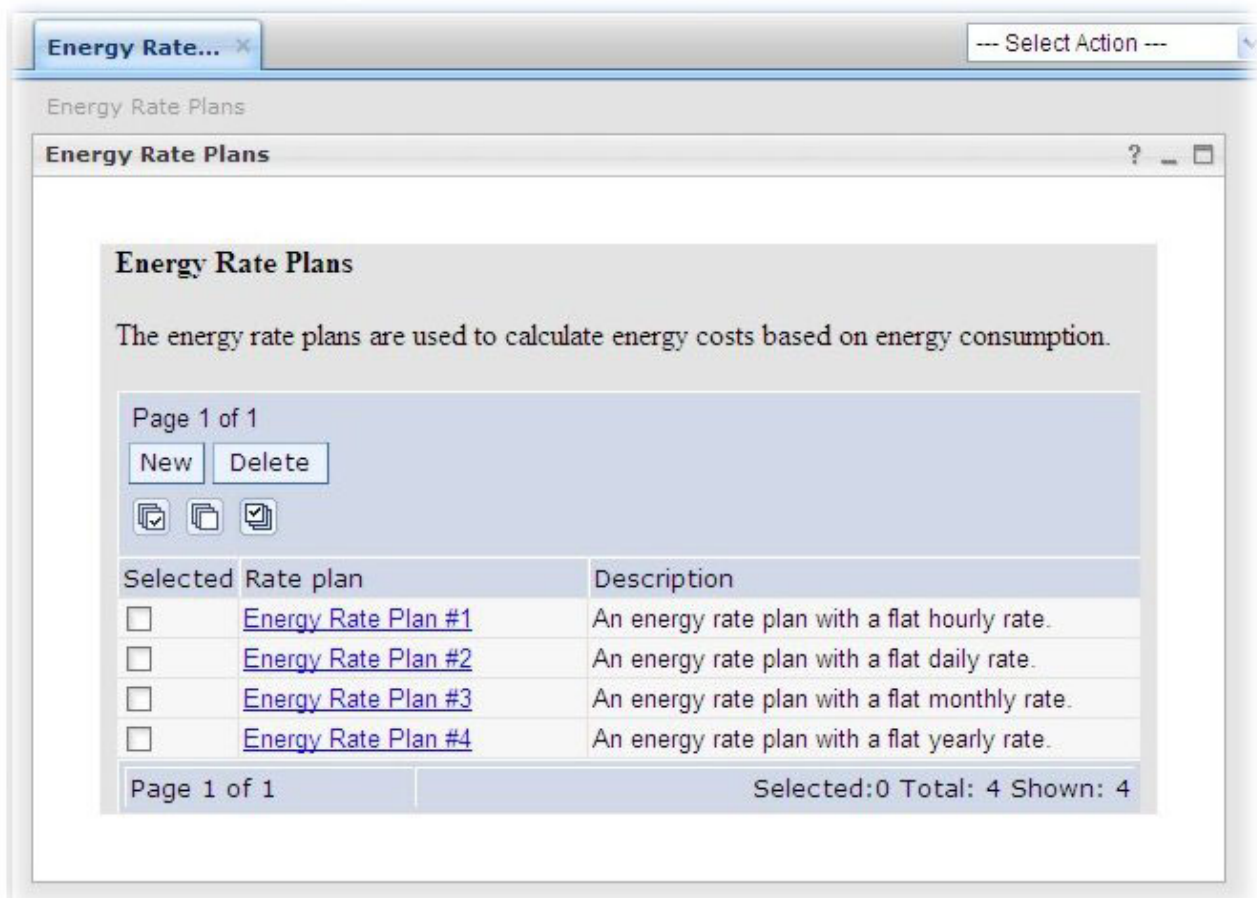 Energy Rate... ×
--- Select Action ---
Energy Rate Plans
Energy Rate Plans ?
Energy Rate Plans
The energy rate plans are used to calculate energy costs based on energy consumption.
Page 1 of 1
New Delete
Selected Rate plan Description
Energy Rate Plan #1 An energy rate plan with a flat hourly rate.
Energy Rate Plan #2 An energy rate plan with a flat daily rate.
Energy Rate Plan #3 An energy rate plan with a flat monthly rate.
Energy Rate Plan #4 An energy rate plan with a flat yearly rate.
Page 1 of 1 Selected:0 Total: 4 Shown: 4